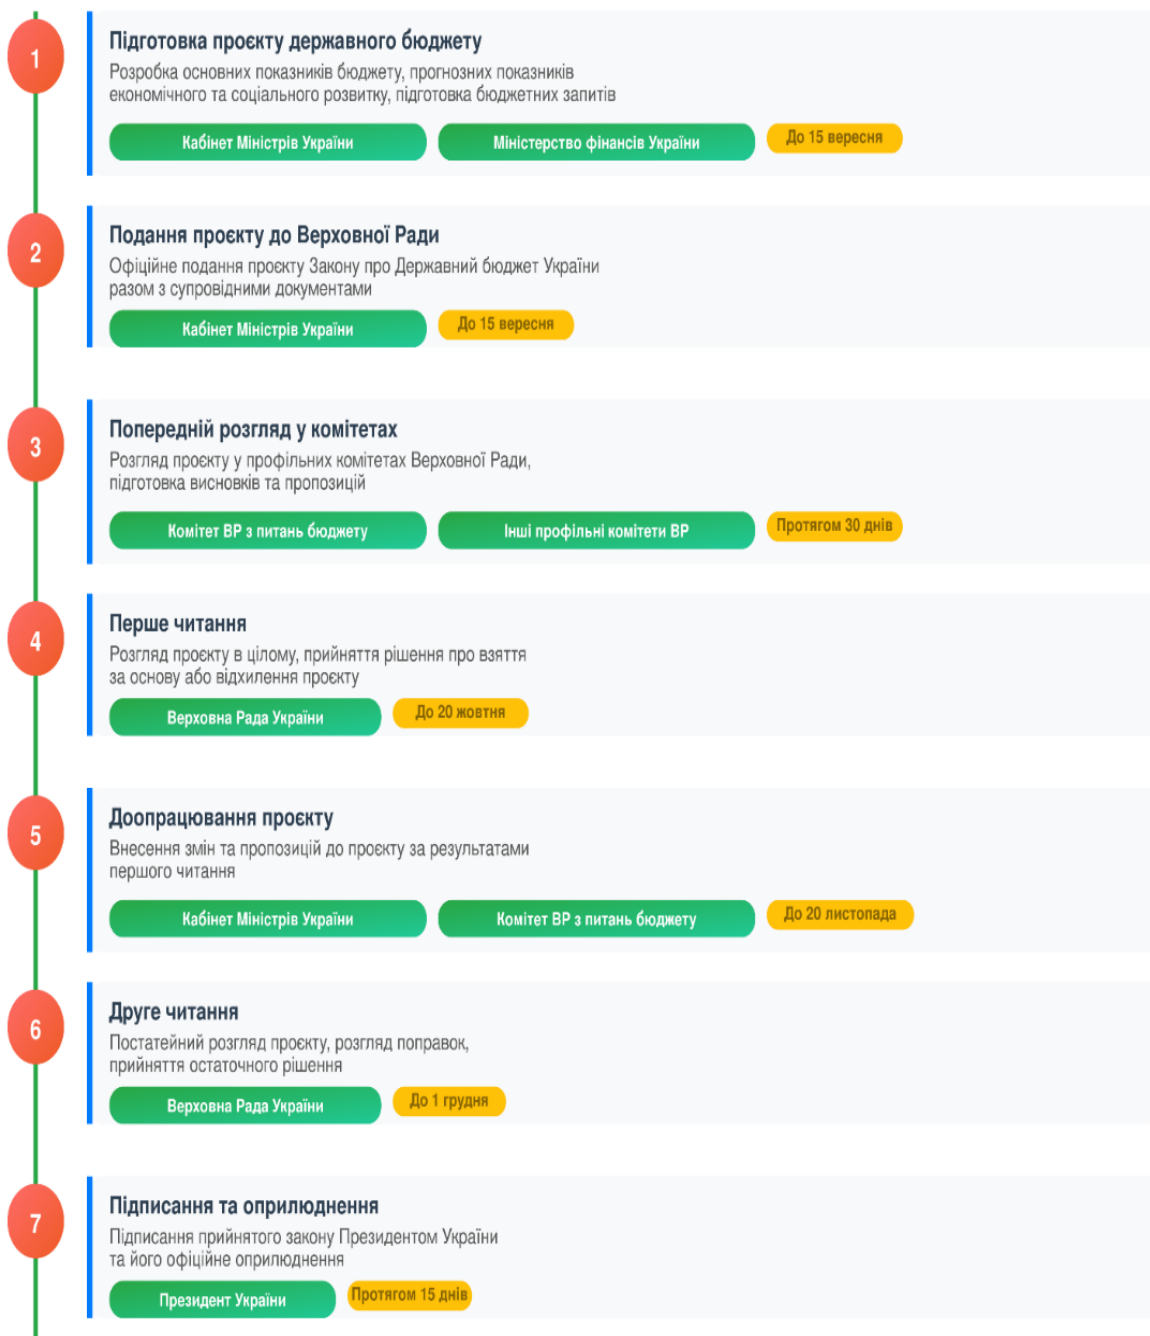 1
Підготовка проєкту державного бюджету
Розробка основних показників бюджету, прогнозних показників
економічного та соціального розвитку, підготовка бюджетних запитів
Кабінет Міністрів України
Міністерство фінансів України
До 15 вересня
2
Подання проєкту до Верховної Ради
Офіційне подання проєкту Закону про Державний бюджет України
разом з супровідними документами
Кабінет Міністрів України
До 15 вересня
3
Попередній розгляд у комітетах
Розгляд проєкту у профільних комітетах Верховної Ради,
підготовка висновків та пропозицій
Комітет ВР з питань бюджету
Інші профільні комітети ВР
Протягом 30 днів
4
Перше читання
Розгляд проєкту в цілому, прийняття рішення про взяття
за основу або відхилення проєкту
Верховна Рада України
До 20 жовтня
5
Доопрацювання проєкту
Внесення змін та пропозицій до проєкту за результатами
першого читання
Кабінет Міністрів України
Комітет ВР з питань бюджету
До 20 листопада
6
Друге читання
Постатейний розгляд проєкту, розгляд поправок,
прийняття остаточного рішення
Верховна Рада України
До 1 грудня
7
Підписання та оприлюднення
Підписання прийнятого закону Президентом України
та його офіційне оприлюднення
Президент України
Протягом 15 днів